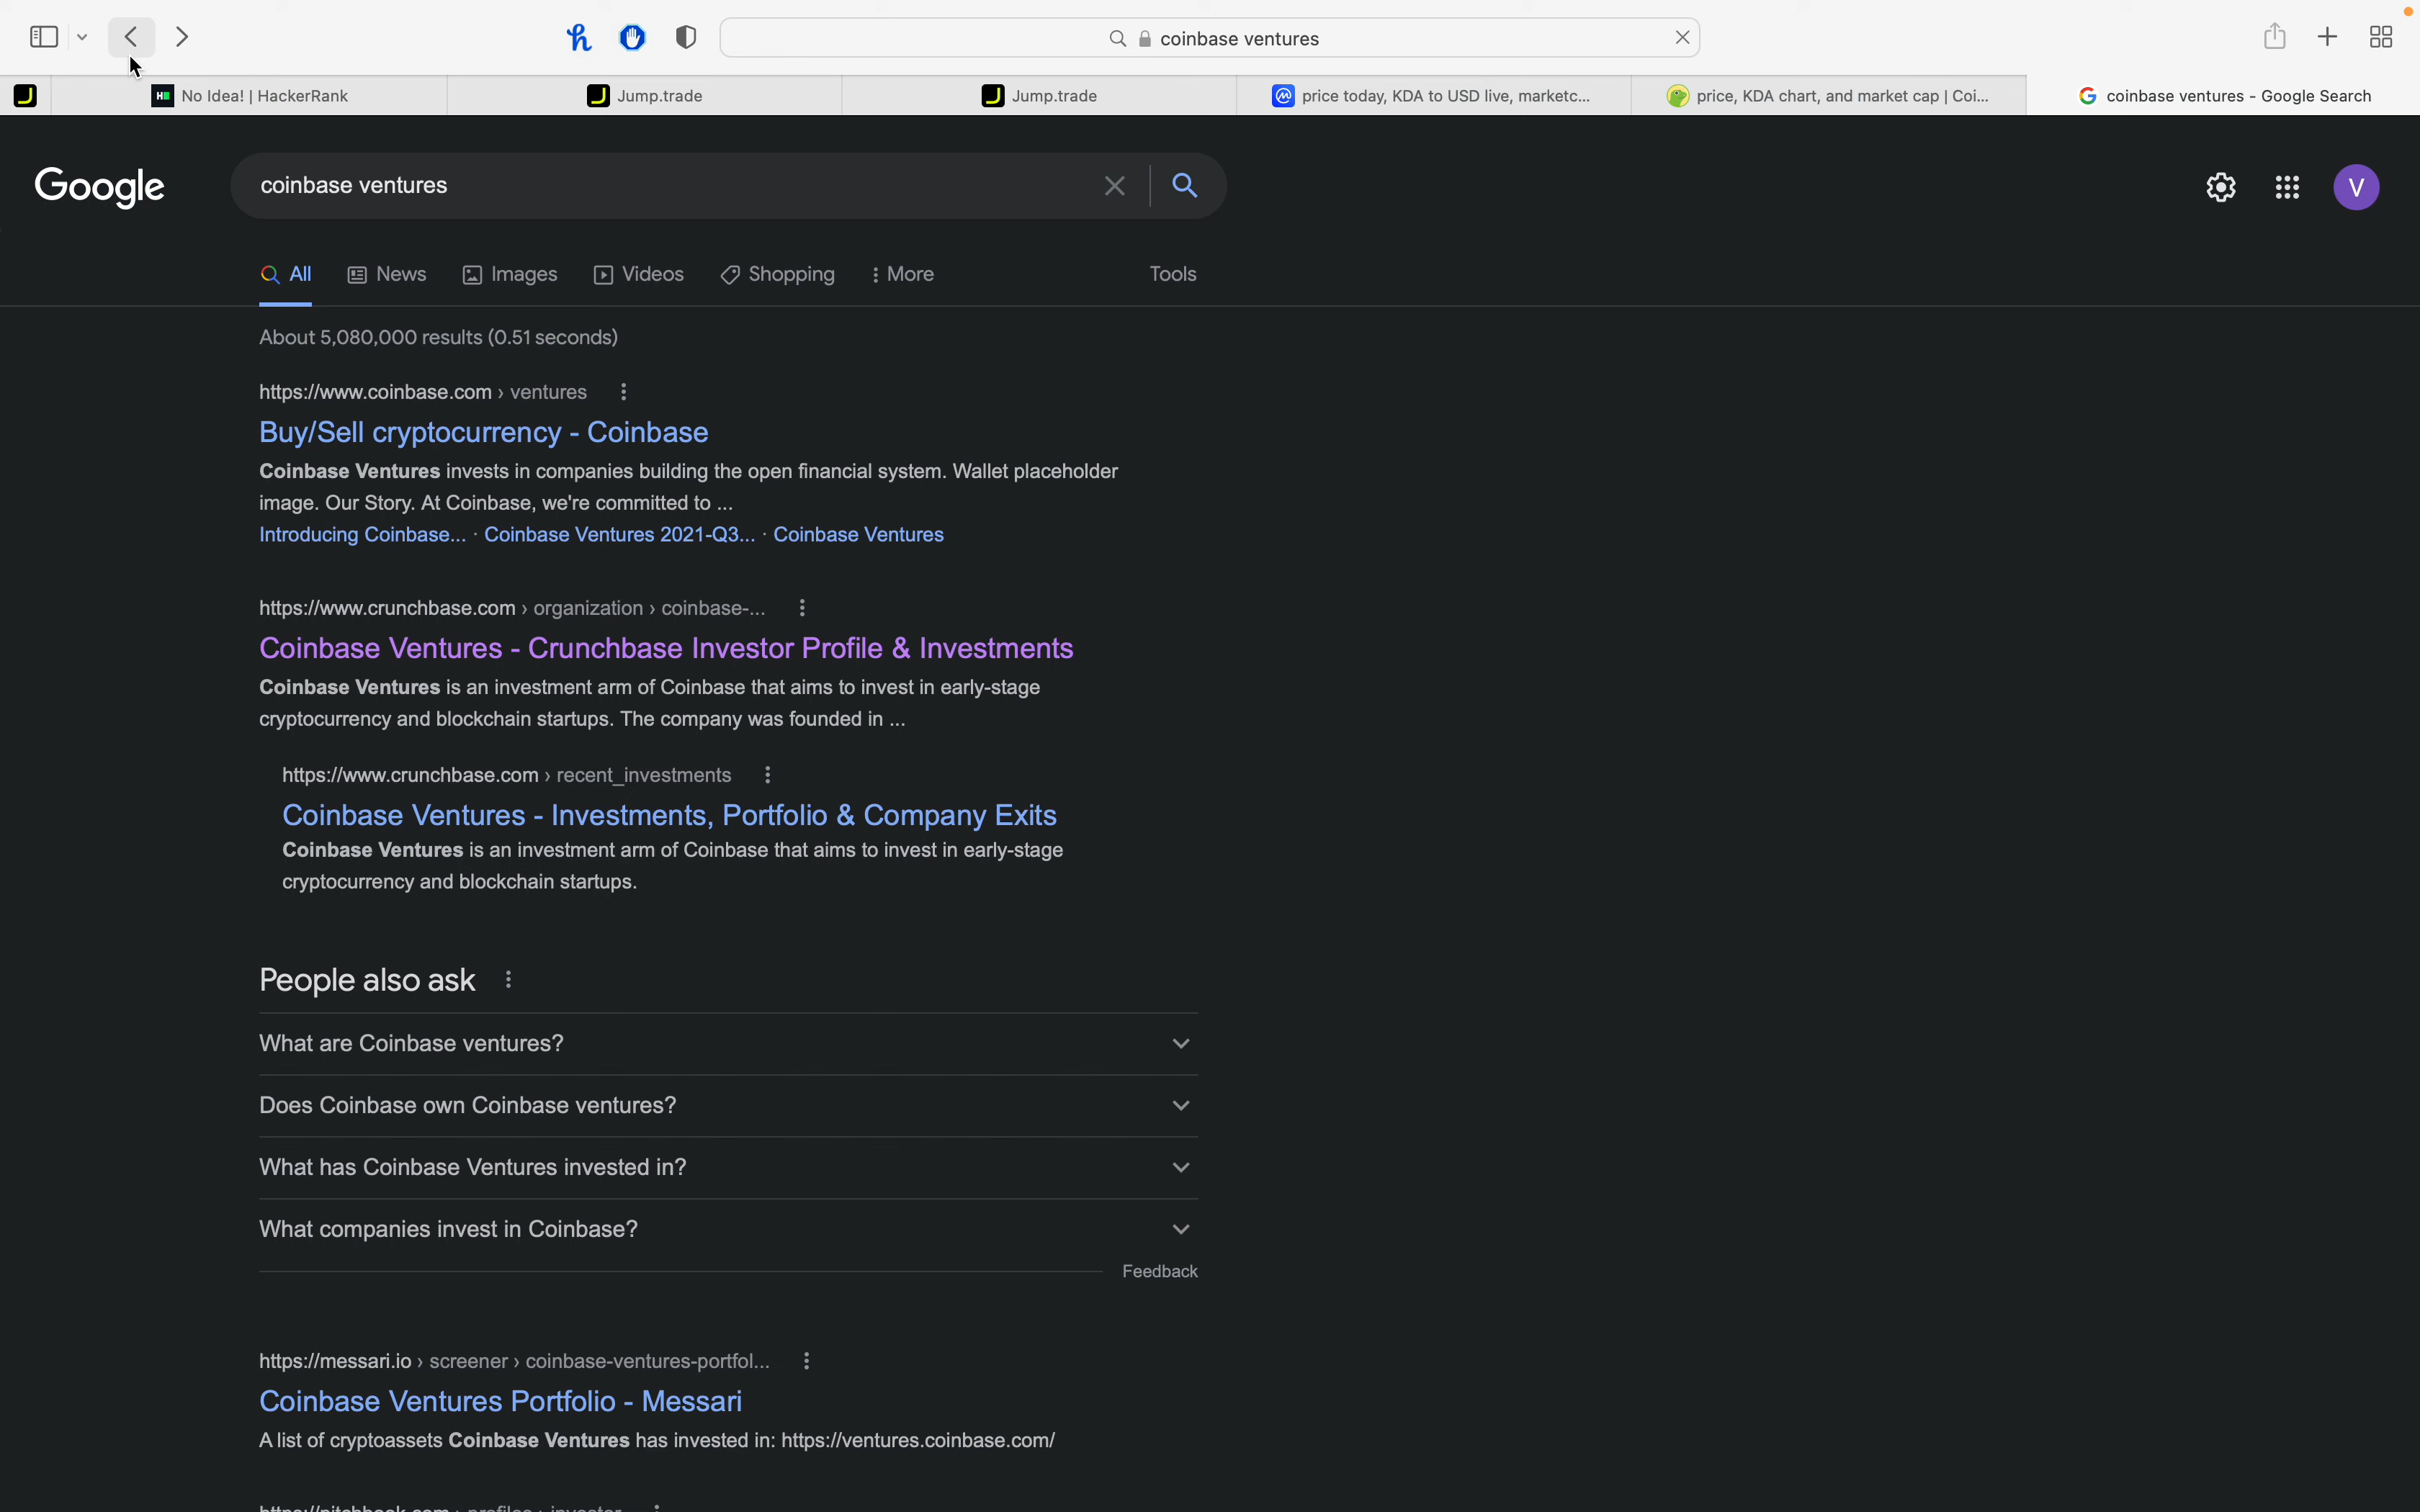 coinbase ventures
No Idea! | HackerRank
Jump.trade
Jump.trade
price today, KDA to USD live, marketc...
price, KDA chart, and market cap | Coi...
coinbase ventures - Google Search
Google
coinbase ventures
V
All News Images Videos Shopping More Tools
About 5,080,000 results (0.51 seconds)
https://www.coinbase.com › ventures
Buy/Sell cryptocurrency - Coinbase
Coinbase Ventures invests in companies building the open financial system. Wallet placeholder
image. Our Story. At Coinbase, we're committed to ...
Introducing Coinbase... · Coinbase Ventures 2021-Q3... · Coinbase Ventures
https://www.crunchbase.com › organization › coinbase-...
Coinbase Ventures - Crunchbase Investor Profile & Investments
Coinbase Ventures is an investment arm of Coinbase that aims to invest in early-stage
cryptocurrency and blockchain startups. The company was founded in ...
https://www.crunchbase.com › recent_investments
Coinbase Ventures - Investments, Portfolio & Company Exits
Coinbase Ventures is an investment arm of Coinbase that aims to invest in early-stage
cryptocurrency and blockchain startups.
People also ask
What are Coinbase ventures?
Does Coinbase own Coinbase ventures?
What has Coinbase Ventures invested in?
What companies invest in Coinbase?
Feedback
https://messari.io › screener › coinbase-ventures-portfol...
Coinbase Ventures Portfolio - Messari
A list of cryptoassets Coinbase Ventures has invested in: https://ventures.coinbase.com/